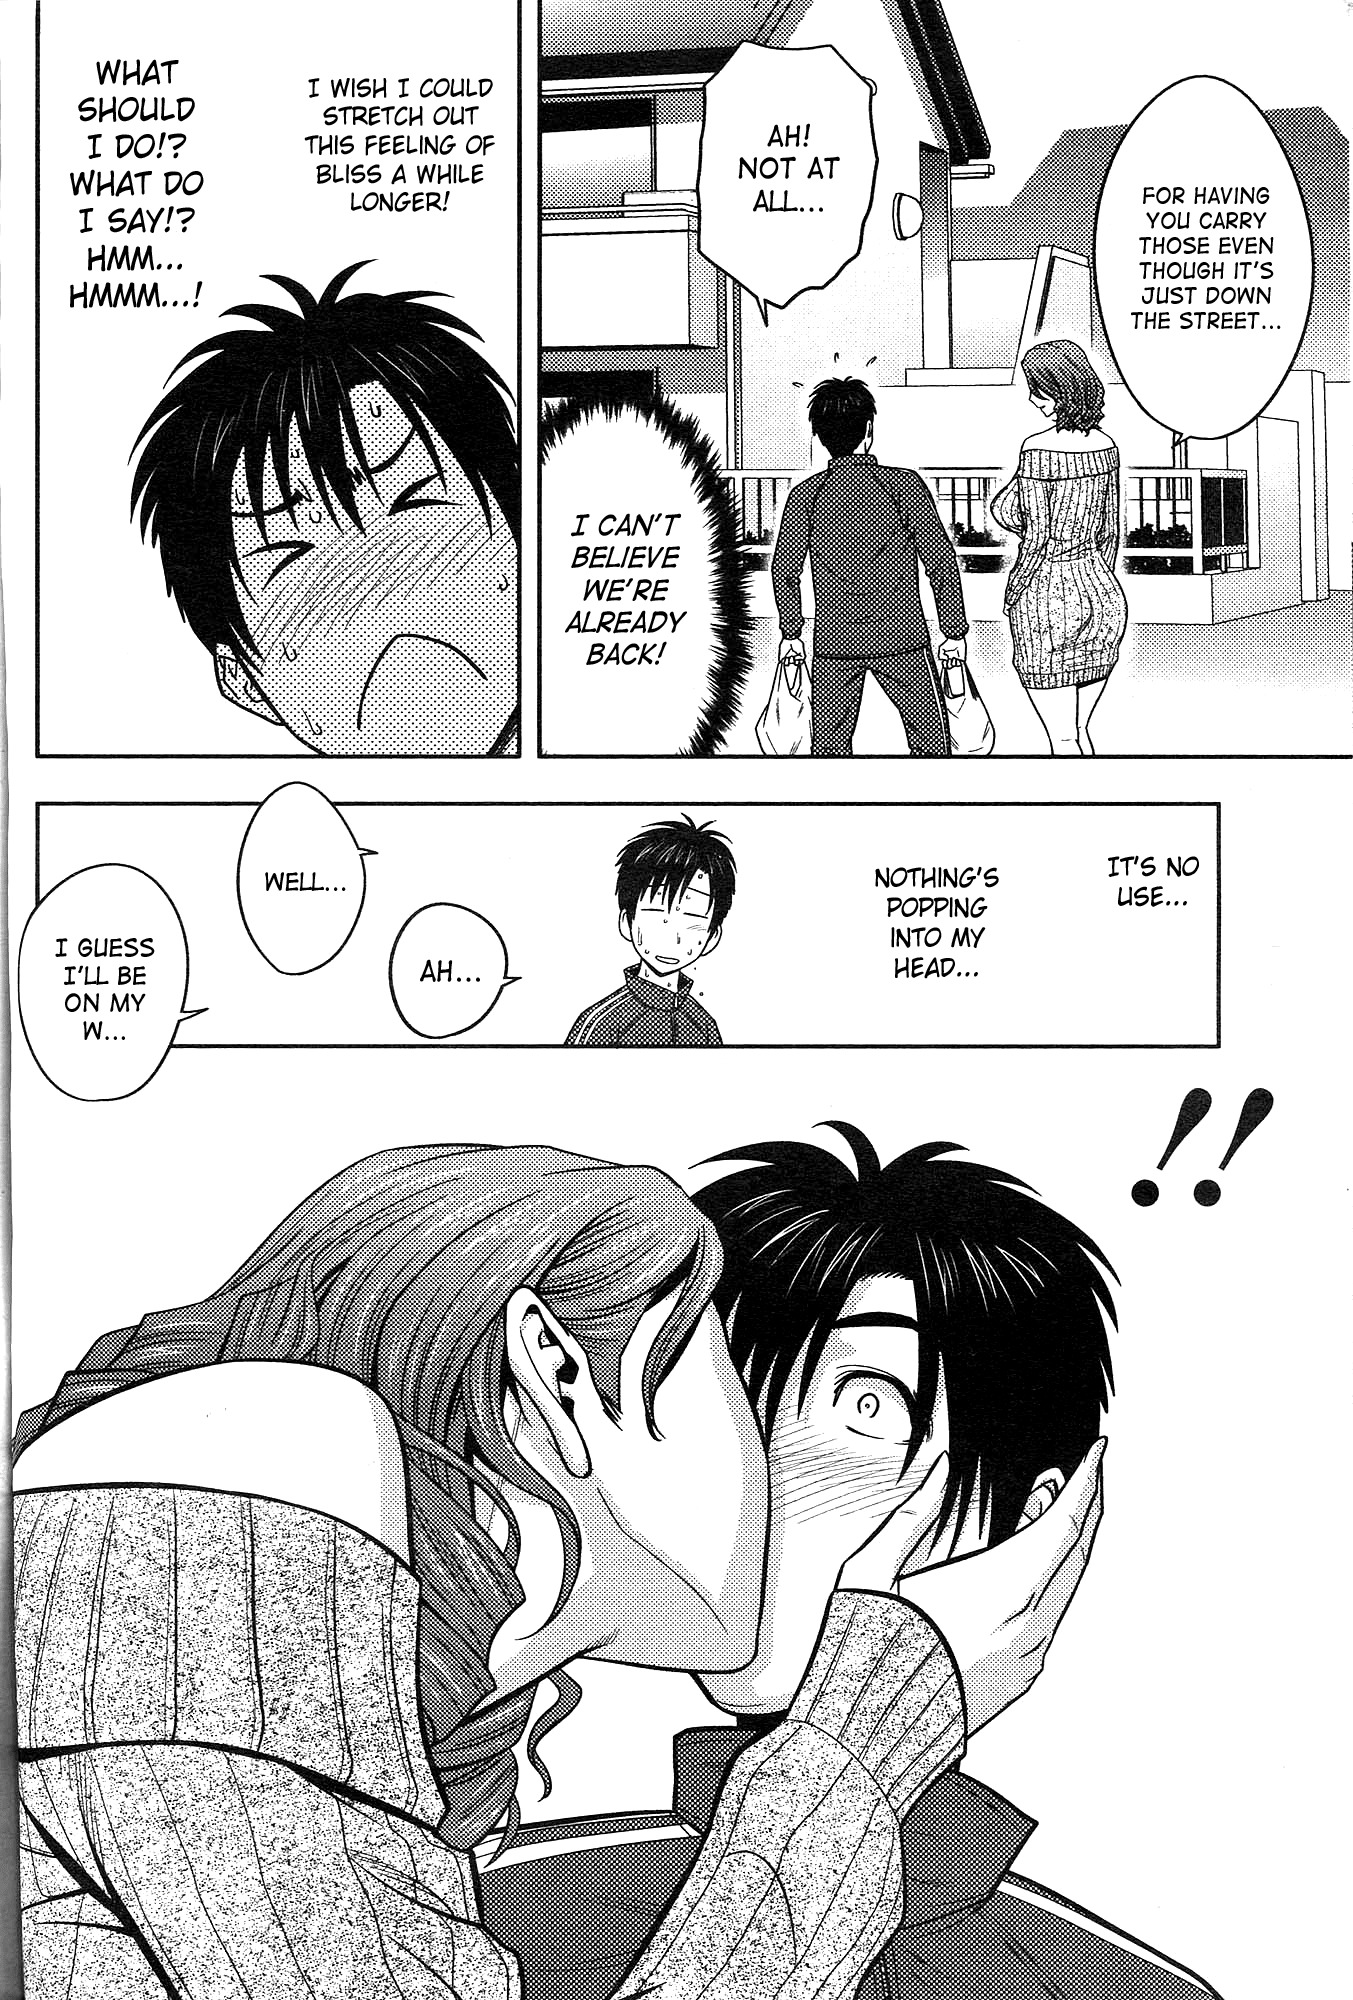 FOR HAVING
YOU CARRY
THOSE EVEN
THOUGH IT'S
JUST DOWN
THE STREET...
AH!
NOT AT
ALL...
I CAN'T
BELIEVE
WE'RE
ALREADY
BACK!
I WISH I COULD
STRETCH OUT
THIS FEELING OF
BLISS A WHILE
LONGER!
WHAT
SHOULD
I DO!?
WHAT DO
I SAY!?
HMM...
HMMM...!
IT'S NO
USE...
NOTHING'S
POPPING
INTO MY
HEAD...
AH...
WELL...
I GUESS
I'LL BE
ON MY
W...
!!